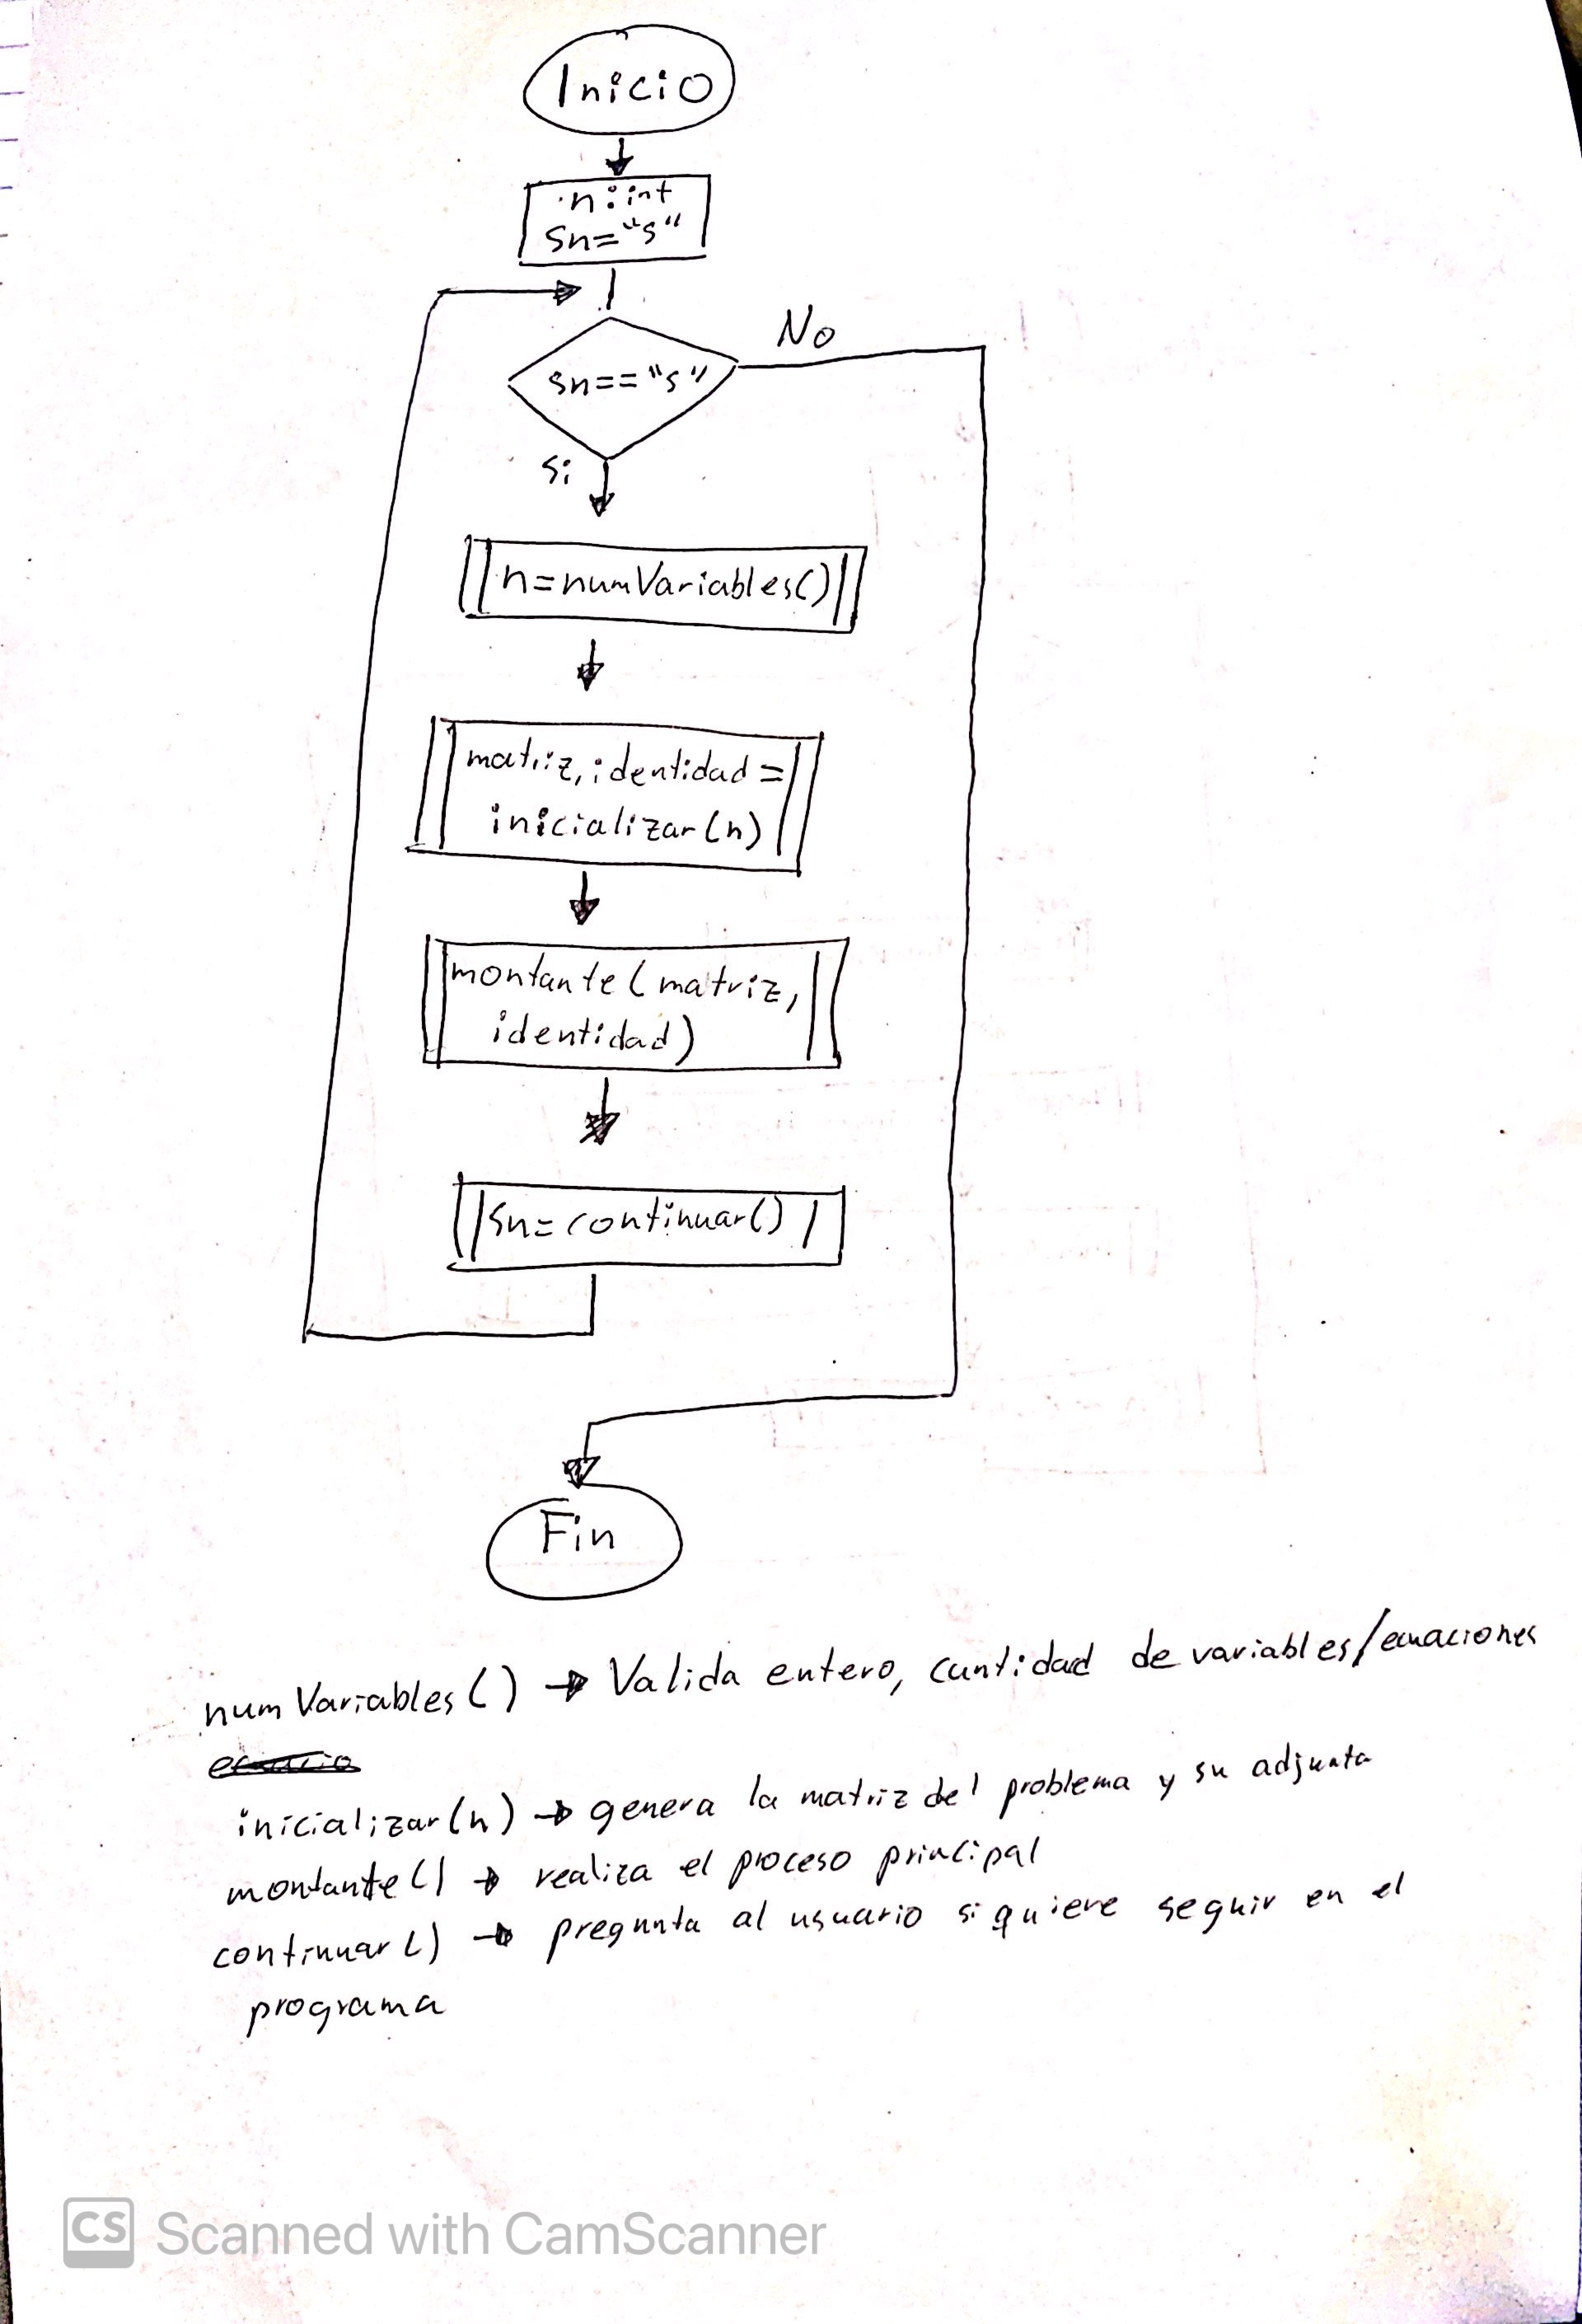 Inicio
n: int
sn="s"
No
sn=="s"
si
n=numVariables()
matriz, identidad =
inicializar(n)
montante(matriz,
identidad)
sn=continuar()
Fin
numVariables() → Valida entero, cantidad de variables/ecuaciones
inicializar(n) → genera la matriz del problema y su adjunta
montante() → realiza el proceso principal
continuar() → pregunta al usuario si quiere seguir en el
programa
CS Scanned with CamScanner